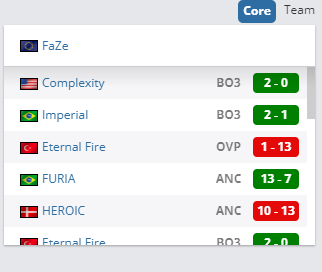 Core Team
FaZe
Complexity BO3 2 - 0
Imperial BO3 2 - 1
Eternal Fire OVP 1 - 13
FURIA ANC 13 - 7
HEROIC ANC 10 - 13
Eternal Fire BO3 2 - 0